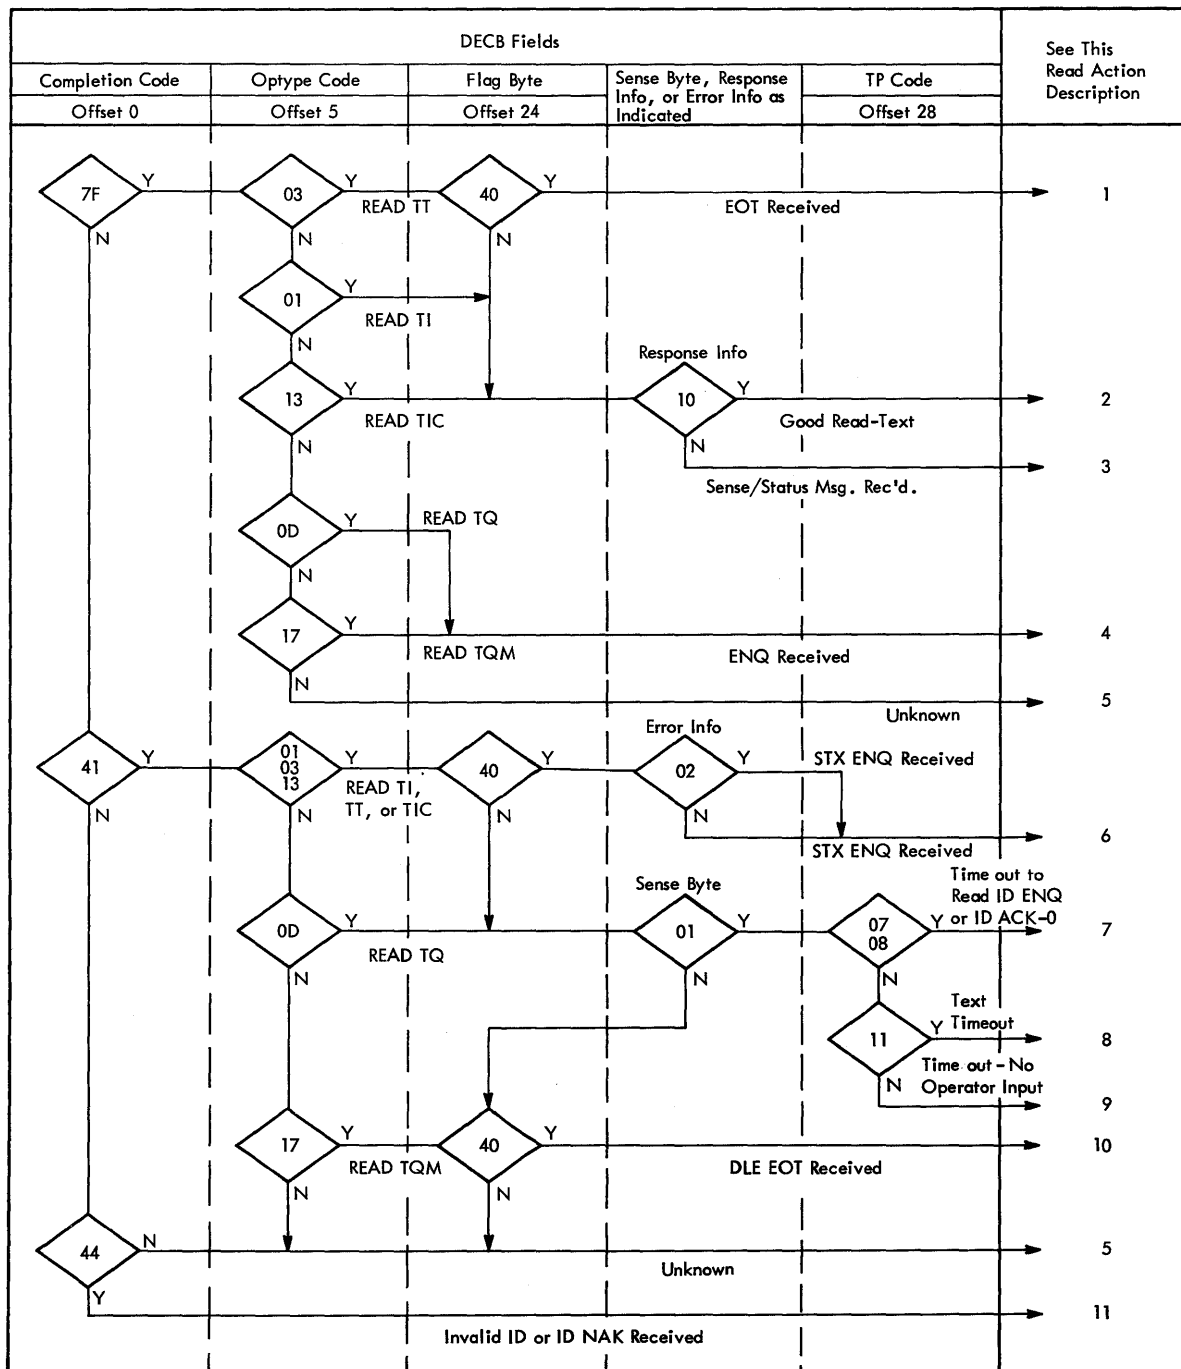 DECB Fields
See This
Read Action
Description
Completion Code
Optype Code
Flag Byte
Sense Byte, Response
Info, or Error Info as
Indicated
TP Code
Offset 0
Offset 5
Offset 24
Offset 28
7F
Y
03
Y
READ TT
40
Y
EOT Received
1
N
N
N
01
Y
READ TI
N
Response Info
13
Y
READ TIC
10
Y
Good Read-Text
2
N
N
3
Sense/Status Msg. Rec'd.
0D
Y
READ TQ
N
17
Y
READ TQM
ENQ Received
4
N
5
Unknown
Error Info
41
Y
01
03
13
Y
READ TI,
TT, or TIC
40
Y
02
Y
STX ENQ Received
N
N
N
N
6
STX ENQ Received
Time out to
Read ID ENQ
or ID ACK-0
Sense Byte
0D
Y
READ TQ
01
Y
07
08
Y
7
N
N
N
Text
Timeout
11
Y
8
Time out - No
Operator Input
N
9
17
Y
READ TQM
40
Y
DLE EOT Received
10
N
N
44
N
5
Unknown
Y
11
Invalid ID or ID NAK Received